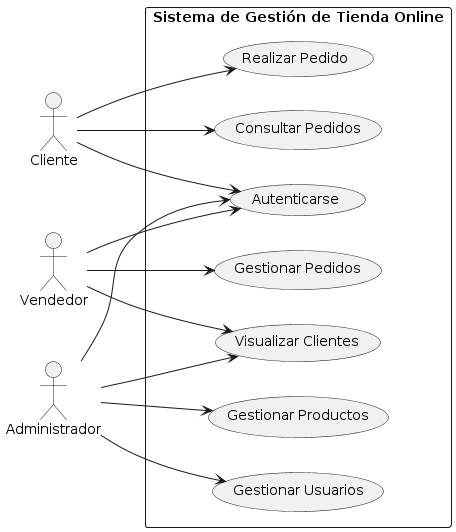 Sistema de Gestión de Tienda Online
Realizar Pedido
Consultar Pedidos
Cliente
Autenticarse
Gestionar Pedidos
Vendedor
Visualizar Clientes
Gestionar Productos
Administrador
Gestionar Usuarios